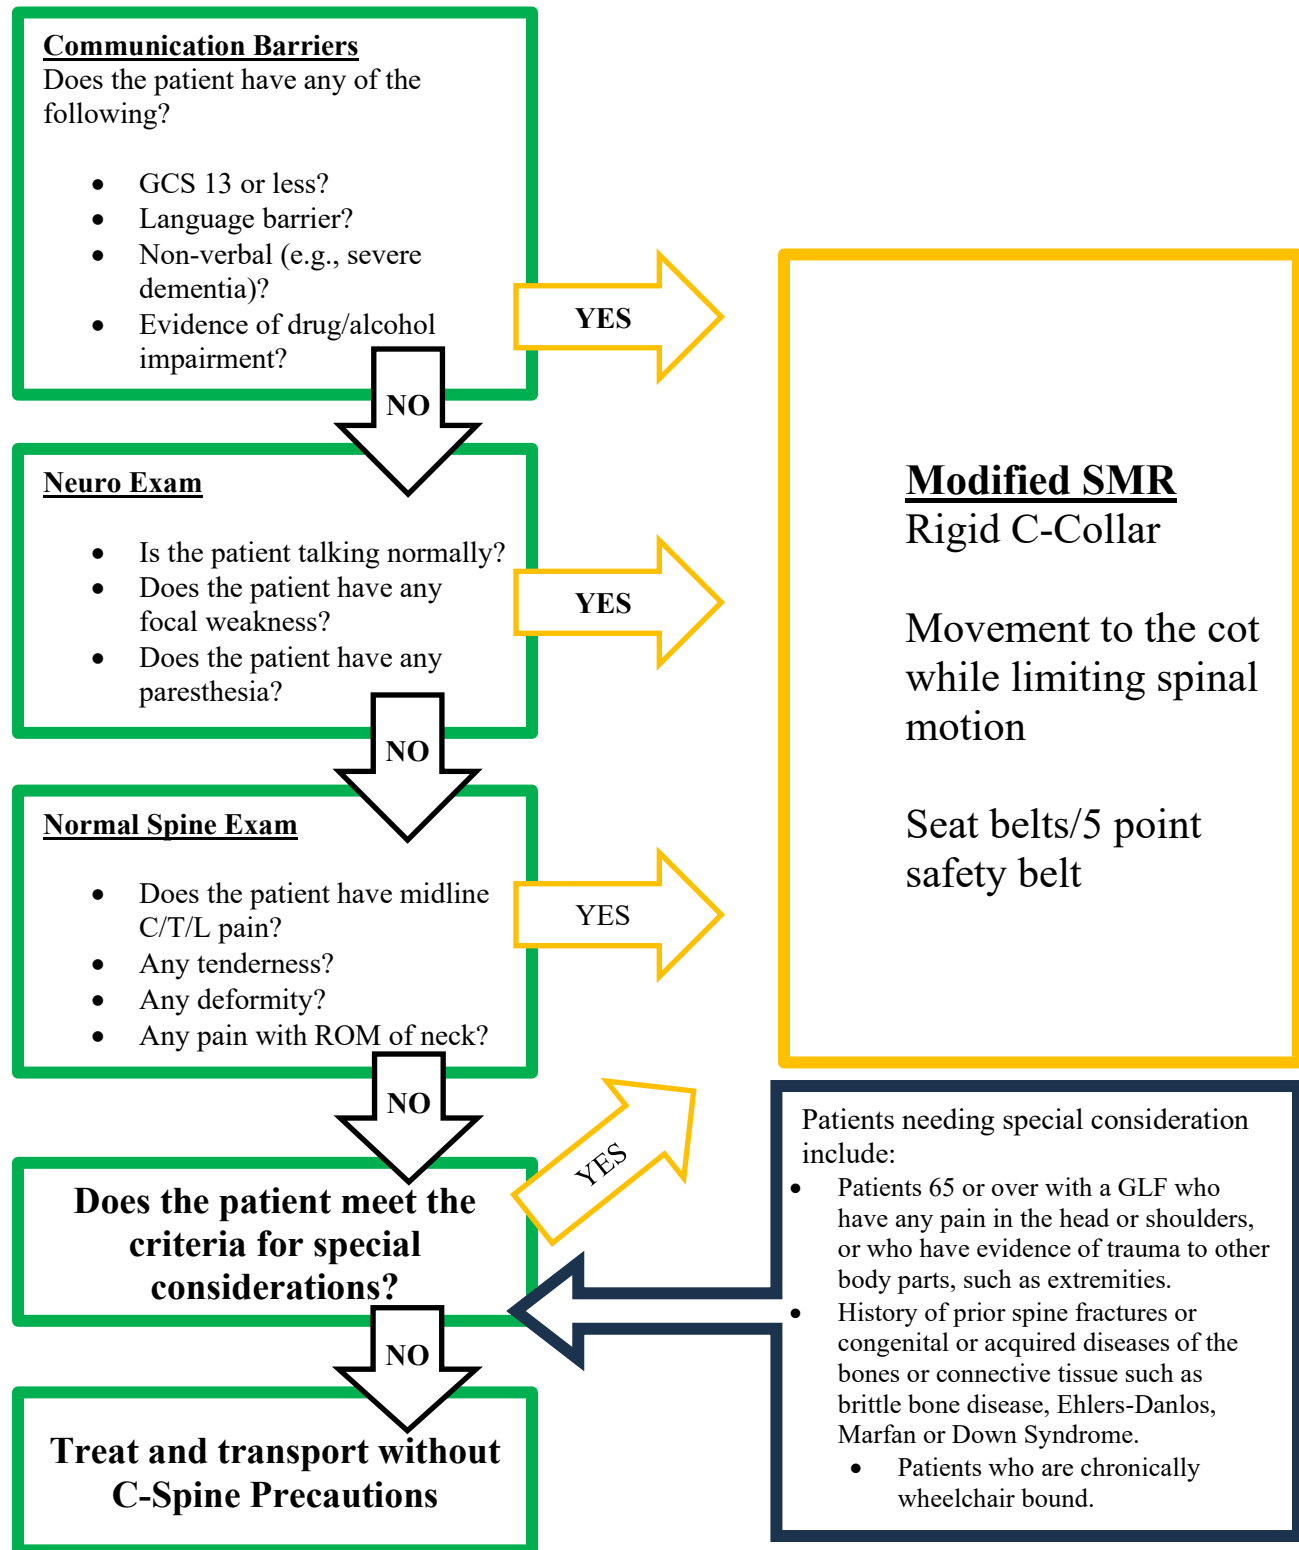 Communication Barriers
Does the patient have any of the
following?
• GCS 13 or less?
• Language barrier?
• Non-verbal (e.g., severe
dementia)?
• Evidence of drug/alcohol
impairment?
YES
NO
Neuro Exam
• Is the patient talking normally?
• Does the patient have any
focal weakness?
• Does the patient have any
paresthesia?
YES
NO
Normal Spine Exam
• Does the patient have midline
C/T/L pain?
• Any tenderness?
• Any deformity?
• Any pain with ROM of neck?
YES
NO
Does the patient meet the
criteria for special
considerations?
YES
NO
Treat and transport without
C-Spine Precautions
Modified SMR
Rigid C-Collar
Movement to the cot
while limiting spinal
motion
Seat belts/5 point
safety belt
Patients needing special consideration
include:
• Patients 65 or over with a GLF who
have any pain in the head or shoulders,
or who have evidence of trauma to other
body parts, such as extremities.
• History of prior spine fractures or
congenital or acquired diseases of the
bones or connective tissue such as
brittle bone disease, Ehlers-Danlos,
Marfan or Down Syndrome.
• Patients who are chronically
wheelchair bound.